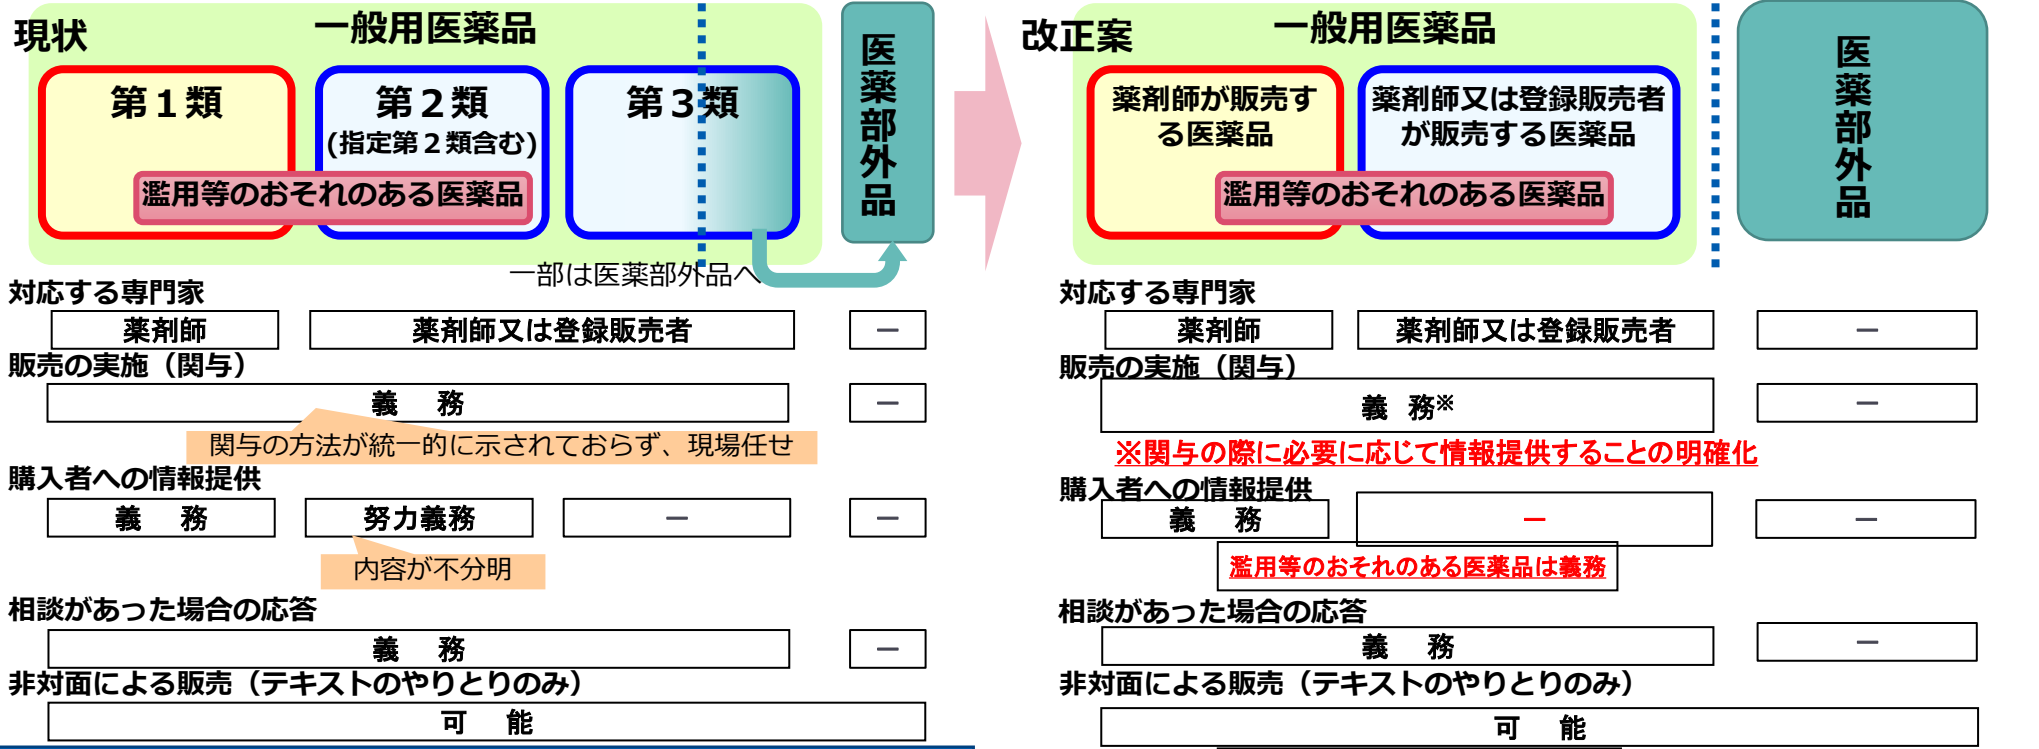 現状
一般用医薬品
第１類
第２類
(指定第２類含む)
第３類
濫用等のおそれのある医薬品
医薬部外品
一部は医薬部外品へ
対応する専門家
薬剤師
薬剤師又は登録販売者
－
販売の実施（関与）
義　務
－
関与の方法が統一的に示されておらず、現場任せ
購入者への情報提供
義　務
努力義務
－
－
内容が不分明
相談があった場合の応答
義　務
－
非対面による販売（テキストのやりとりのみ）
可　能
改正案
一般用医薬品
薬剤師が販売す
る医薬品
薬剤師又は登録販売者
が販売する医薬品
濫用等のおそれのある医薬品
医薬部外品
対応する専門家
薬剤師
薬剤師又は登録販売者
－
販売の実施（関与）
義　務※
－
※関与の際に必要に応じて情報提供することの明確化
購入者への情報提供
義　務
－
－
濫用等のおそれのある医薬品は義務
相談があった場合の応答
義　務
－
非対面による販売（テキストのやりとりのみ）
可　能